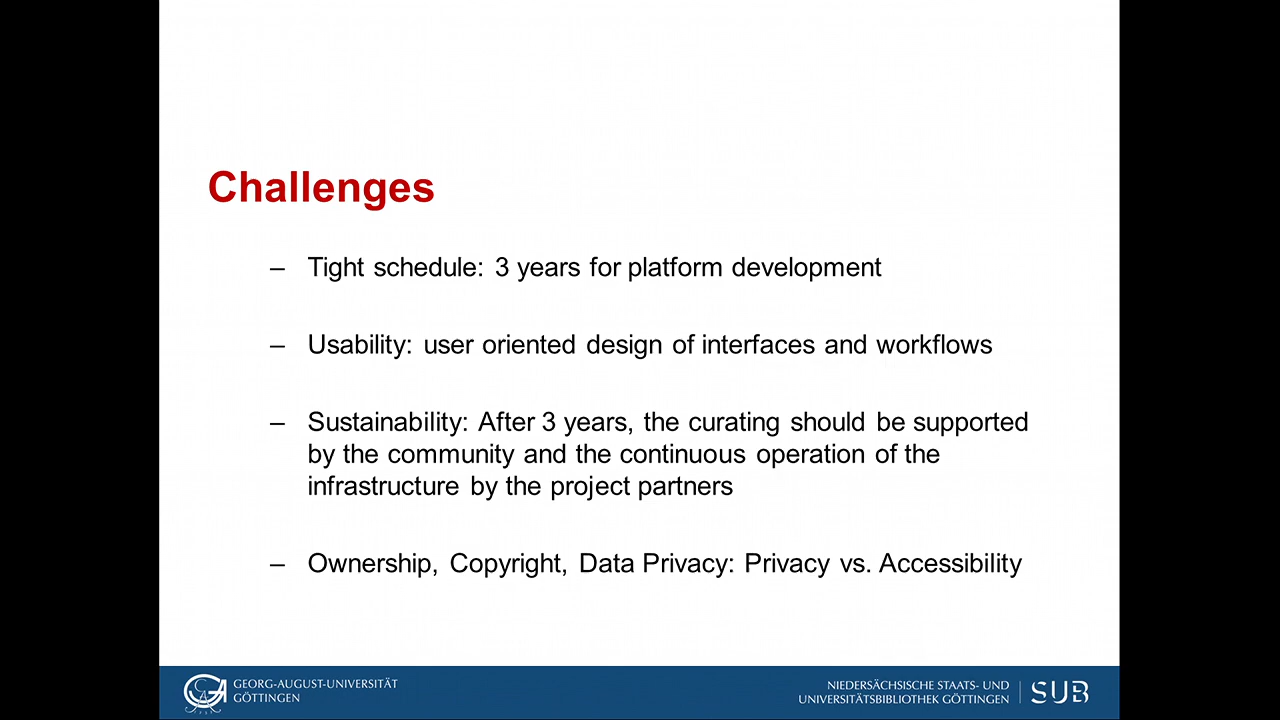 Challenges
– Tight schedule: 3 years for platform development
– Usability: user oriented design of interfaces and workflows
– Sustainability: After 3 years, the curating should be supported
by the community and the continuous operation of the
infrastructure by the project partners
– Ownership, Copyright, Data Privacy: Privacy vs. Accessibility
GEORG-AUGUST-UNIVERSITÄT
GÖTTINGEN
NIEDERSÄCHSISCHE STAATS- UND
UNIVERSITÄTSBIBLIOTHEK GÖTTINGEN
SUB